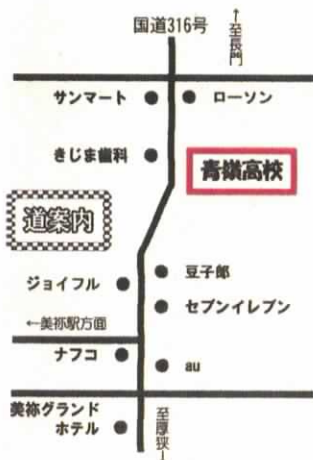 国道316号
↑至長門
サンマート
ローソン
きじま歯科
青嶺高校
道案内
ジョイフル
豆子郎
セブンイレブン
←美祢駅方面
ナフコ
au
美祢グランド
ホテル
至厚狭↓